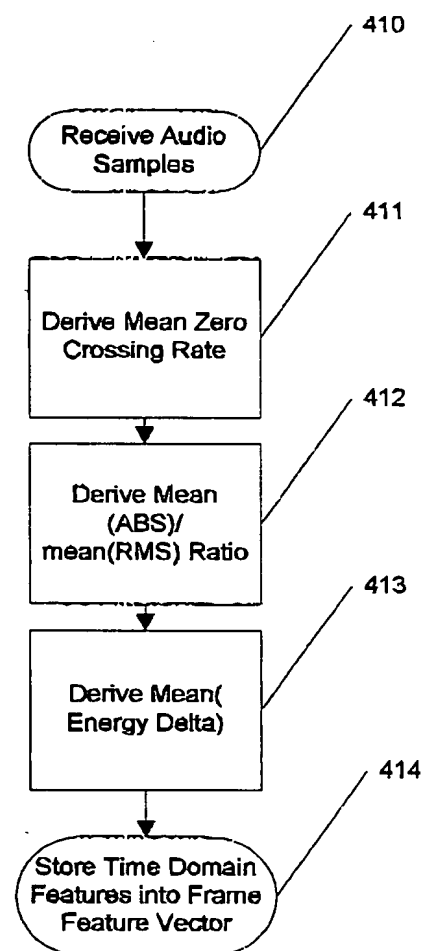 410
Receive Audio
Samples
411
Derive Mean Zero
Crossing Rate
412
Derive Mean
(ABS)/
mean(RMS) Ratio
413
Derive Mean(
Energy Delta)
414
Store Time Domain
Features into Frame
Feature Vector